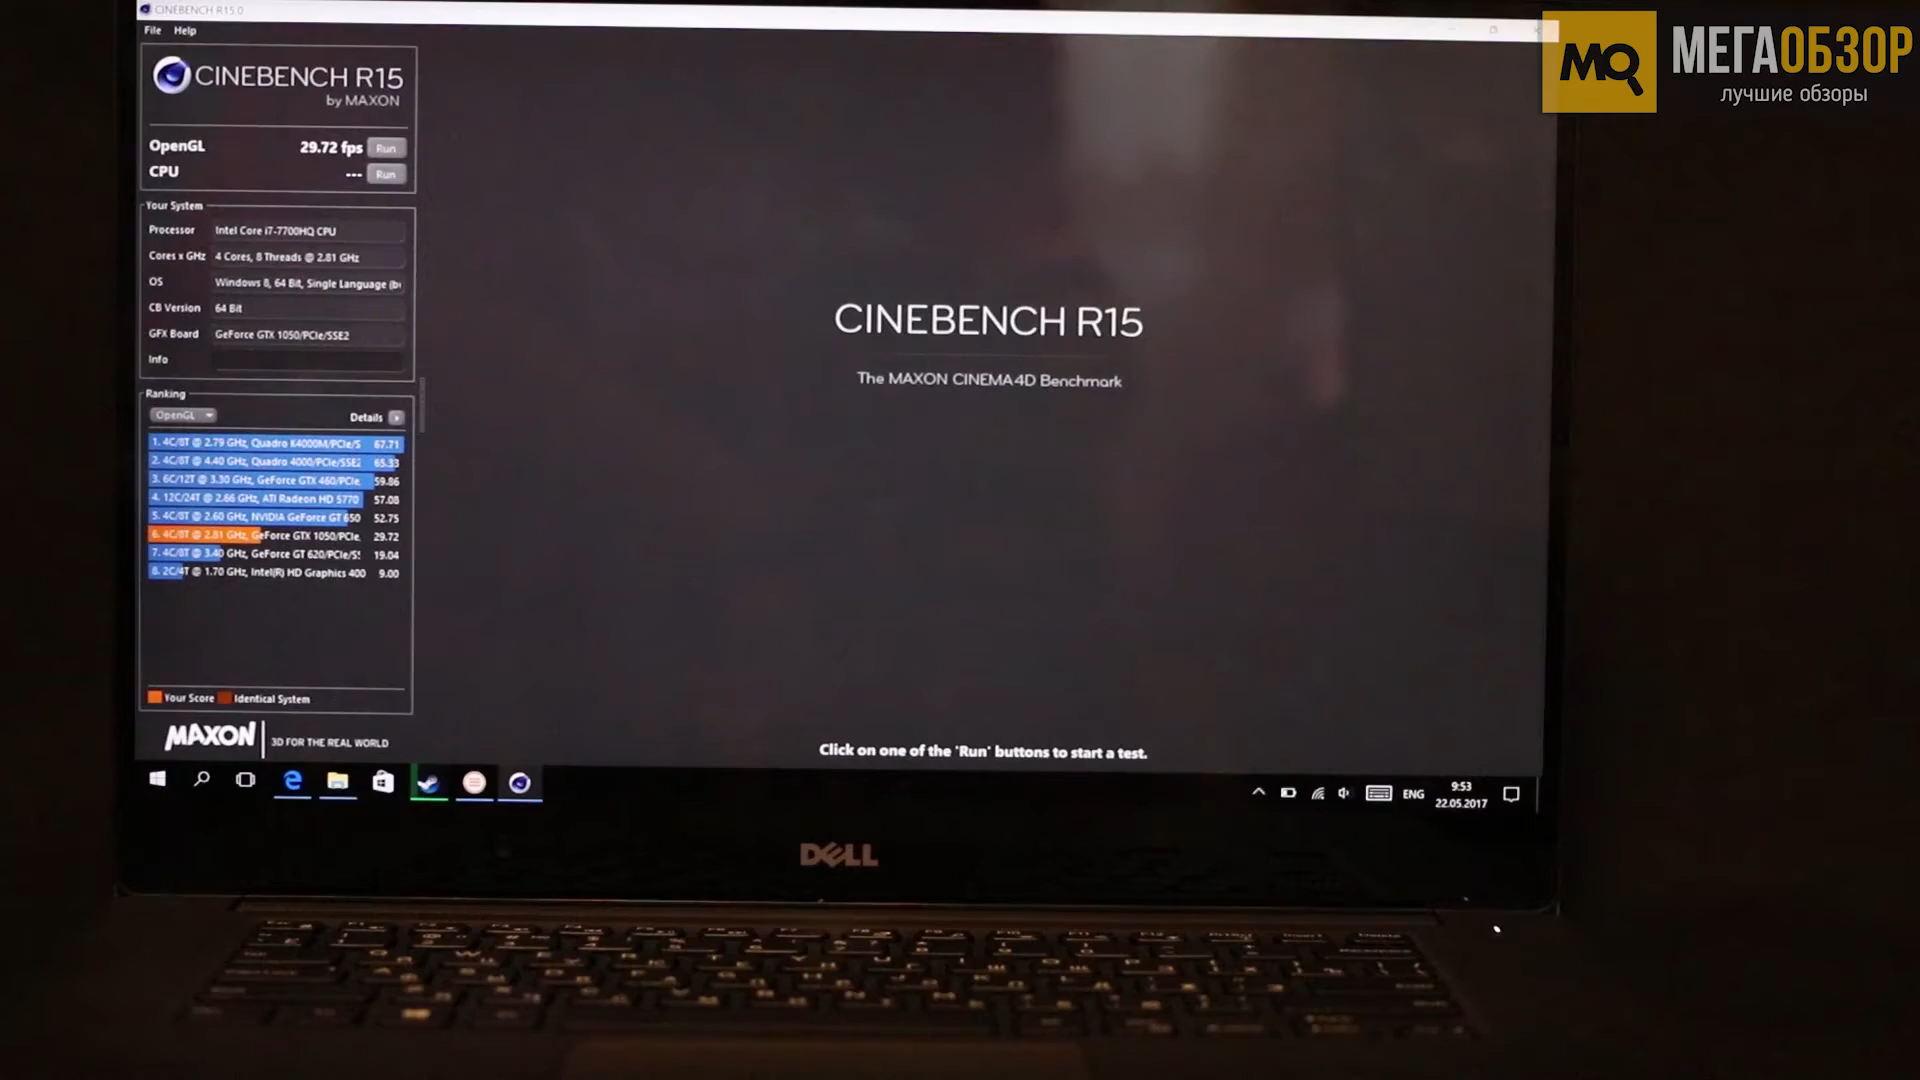 CINEBENCH R15.0
File Help
CINEBENCH R15
by MAXON
OpenGL 29.72 fps Run
CPU --- Run
Your System
Processor Intel Core i7-7700HQ CPU
Cores x GHz 4 Cores, 8 Threads @ 2.81 GHz
OS Windows 8, 64 Bit, Single Language (b
CB Version 64 Bit
GFX Board GeForce GTX 1050/PCIe/SSE2
Info
Ranking
OpenGL Details
1. 4C/8T @ 2.79 GHz, Quadro K4000M/PCIe/S 67.71
2. 4C/8T @ 4.40 GHz, Quadro 4000/PCIe/SSE2 65.33
3. 6C/12T @ 3.30 GHz, GeForce GTX 460/PCIe, 59.86
4. 12C/24T @ 2.66 GHz, ATI Radeon HD 5770 57.08
5. 4C/8T @ 2.60 GHz, NVIDIA GeForce GT 650 52.75
6. 4C/8T @ 2.81 GHz, GeForce GTX 1050/PCIe, 29.72
7. 4C/8T @ 3.40 GHz, GeForce GT 620/PCIe/S 19.04
8. 2C/4T @ 1.70 GHz, Intel(R) HD Graphics 400 9.00
Your Score Identical System
MAXON 3D FOR THE REAL WORLD
CINEBENCH R15
The MAXON CINEMA4D Benchmark
Click on one of the 'Run' buttons to start a test.
ENG 9:53
22.05.2017
DELL
MQ МЕГАОБЗОР
лучшие обзоры